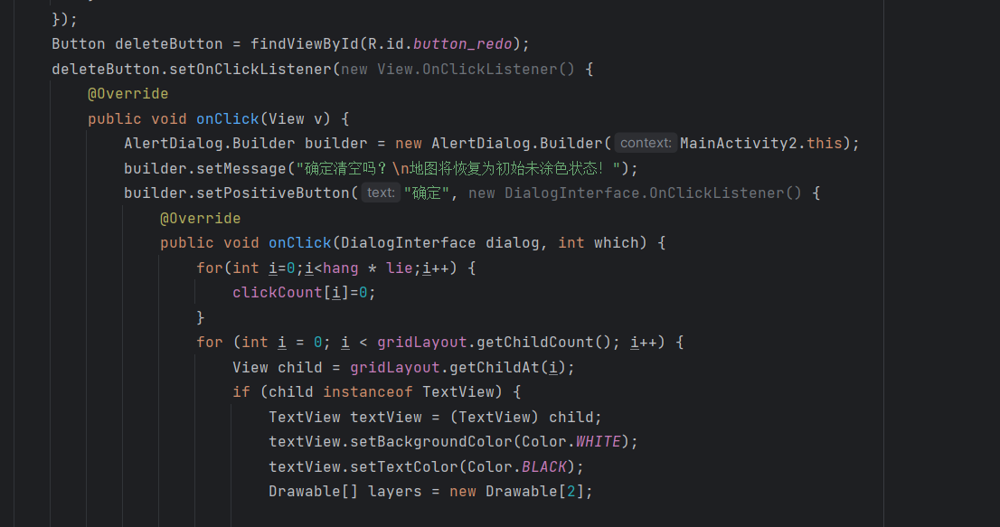 });
Button deleteButton = findViewById(R.id.button_redo);
deleteButton.setOnClickListener(new View.OnClickListener() {
@Override
public void onClick(View v) {
AlertDialog.Builder builder = new AlertDialog.Builder( context: MainActivity2.this);
builder.setMessage("确定清空吗？\n地图将恢复为初始未涂色状态！");
builder.setPositiveButton( text: "确定", new DialogInterface.OnClickListener() {
@Override
public void onClick(DialogInterface dialog, int which) {
for(int i=0;i<hang * lie;i++) {
clickCount[i]=0;
}
for (int i = 0; i < gridLayout.getChildCount(); i++) {
View child = gridLayout.getChildAt(i);
if (child instanceof TextView) {
TextView textView = (TextView) child;
textView.setBackgroundColor(Color.WHITE);
textView.setTextColor(Color.BLACK);
Drawable[] layers = new Drawable[2];